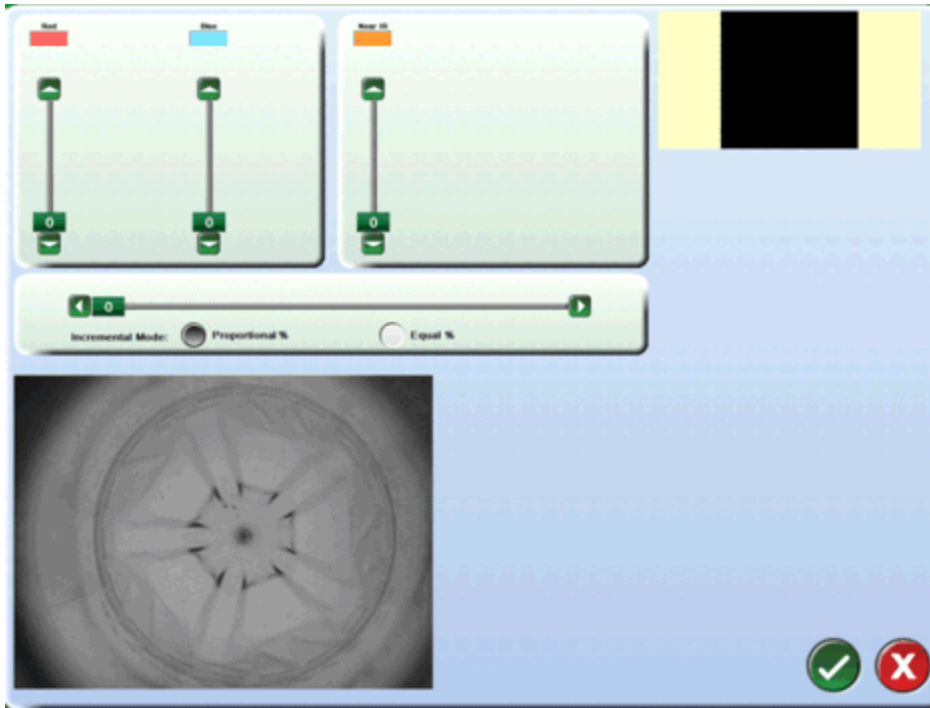 Red
Blue
Near IR
0
0
0
0
Incremental Mode:
Proportional %
Equal %